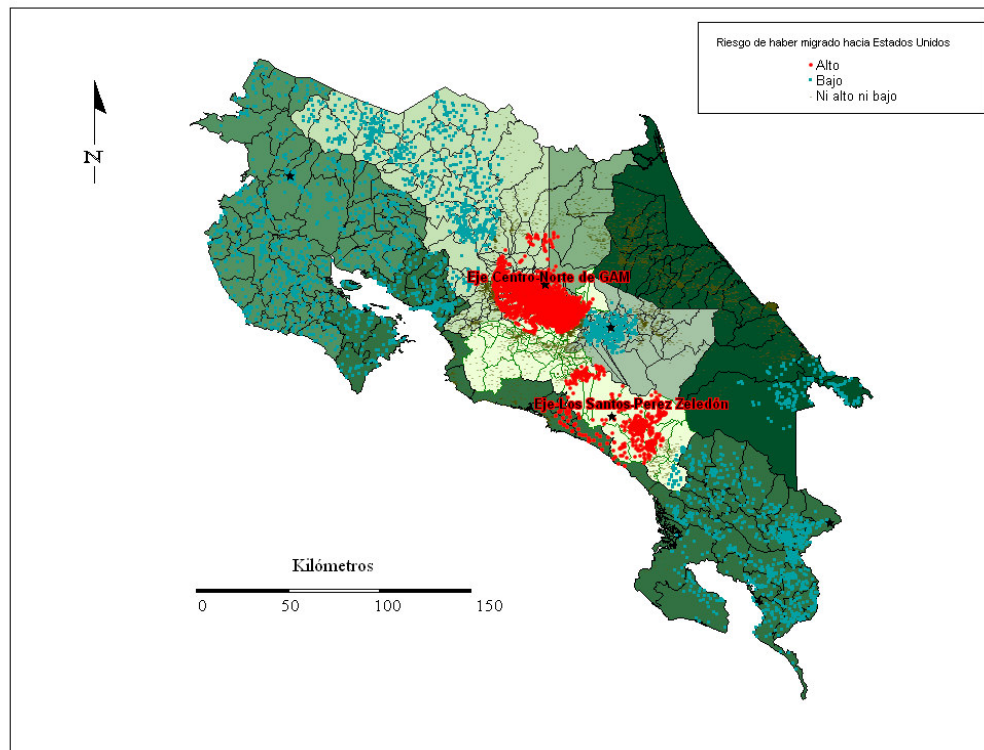 Riesgo de haber migrado hacia Estados Unidos
Alto
Bajo
Ni alto ni bajo
N
Eje Centro-Norte de GAM
Eje-Los Santos-Perez Zeledón
Kilómetros
0 50 100 150